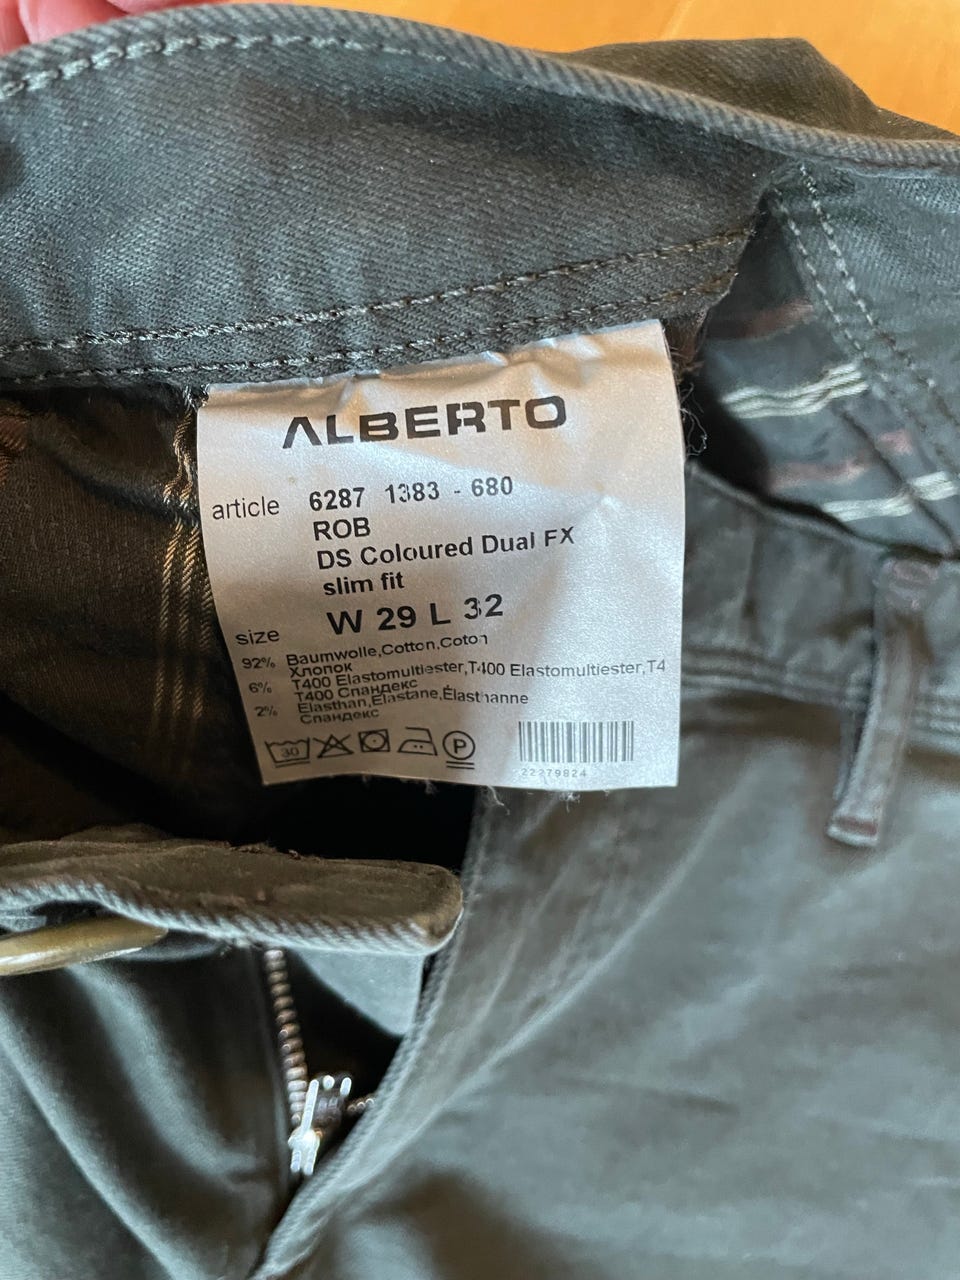 ALBERTO
article 6287 1383 - 680
ROB
DS Coloured Dual FX
slim fit
size W 29 L 32
92% Baumwolle,Cotton,Coton
Хлопок
6% T400 Elastomultiester,T400 Elastomultiester,T4
T400 Спандекс
2% Elasthan,Elastane,Élasthanne
Спандекс
30 P
22279824